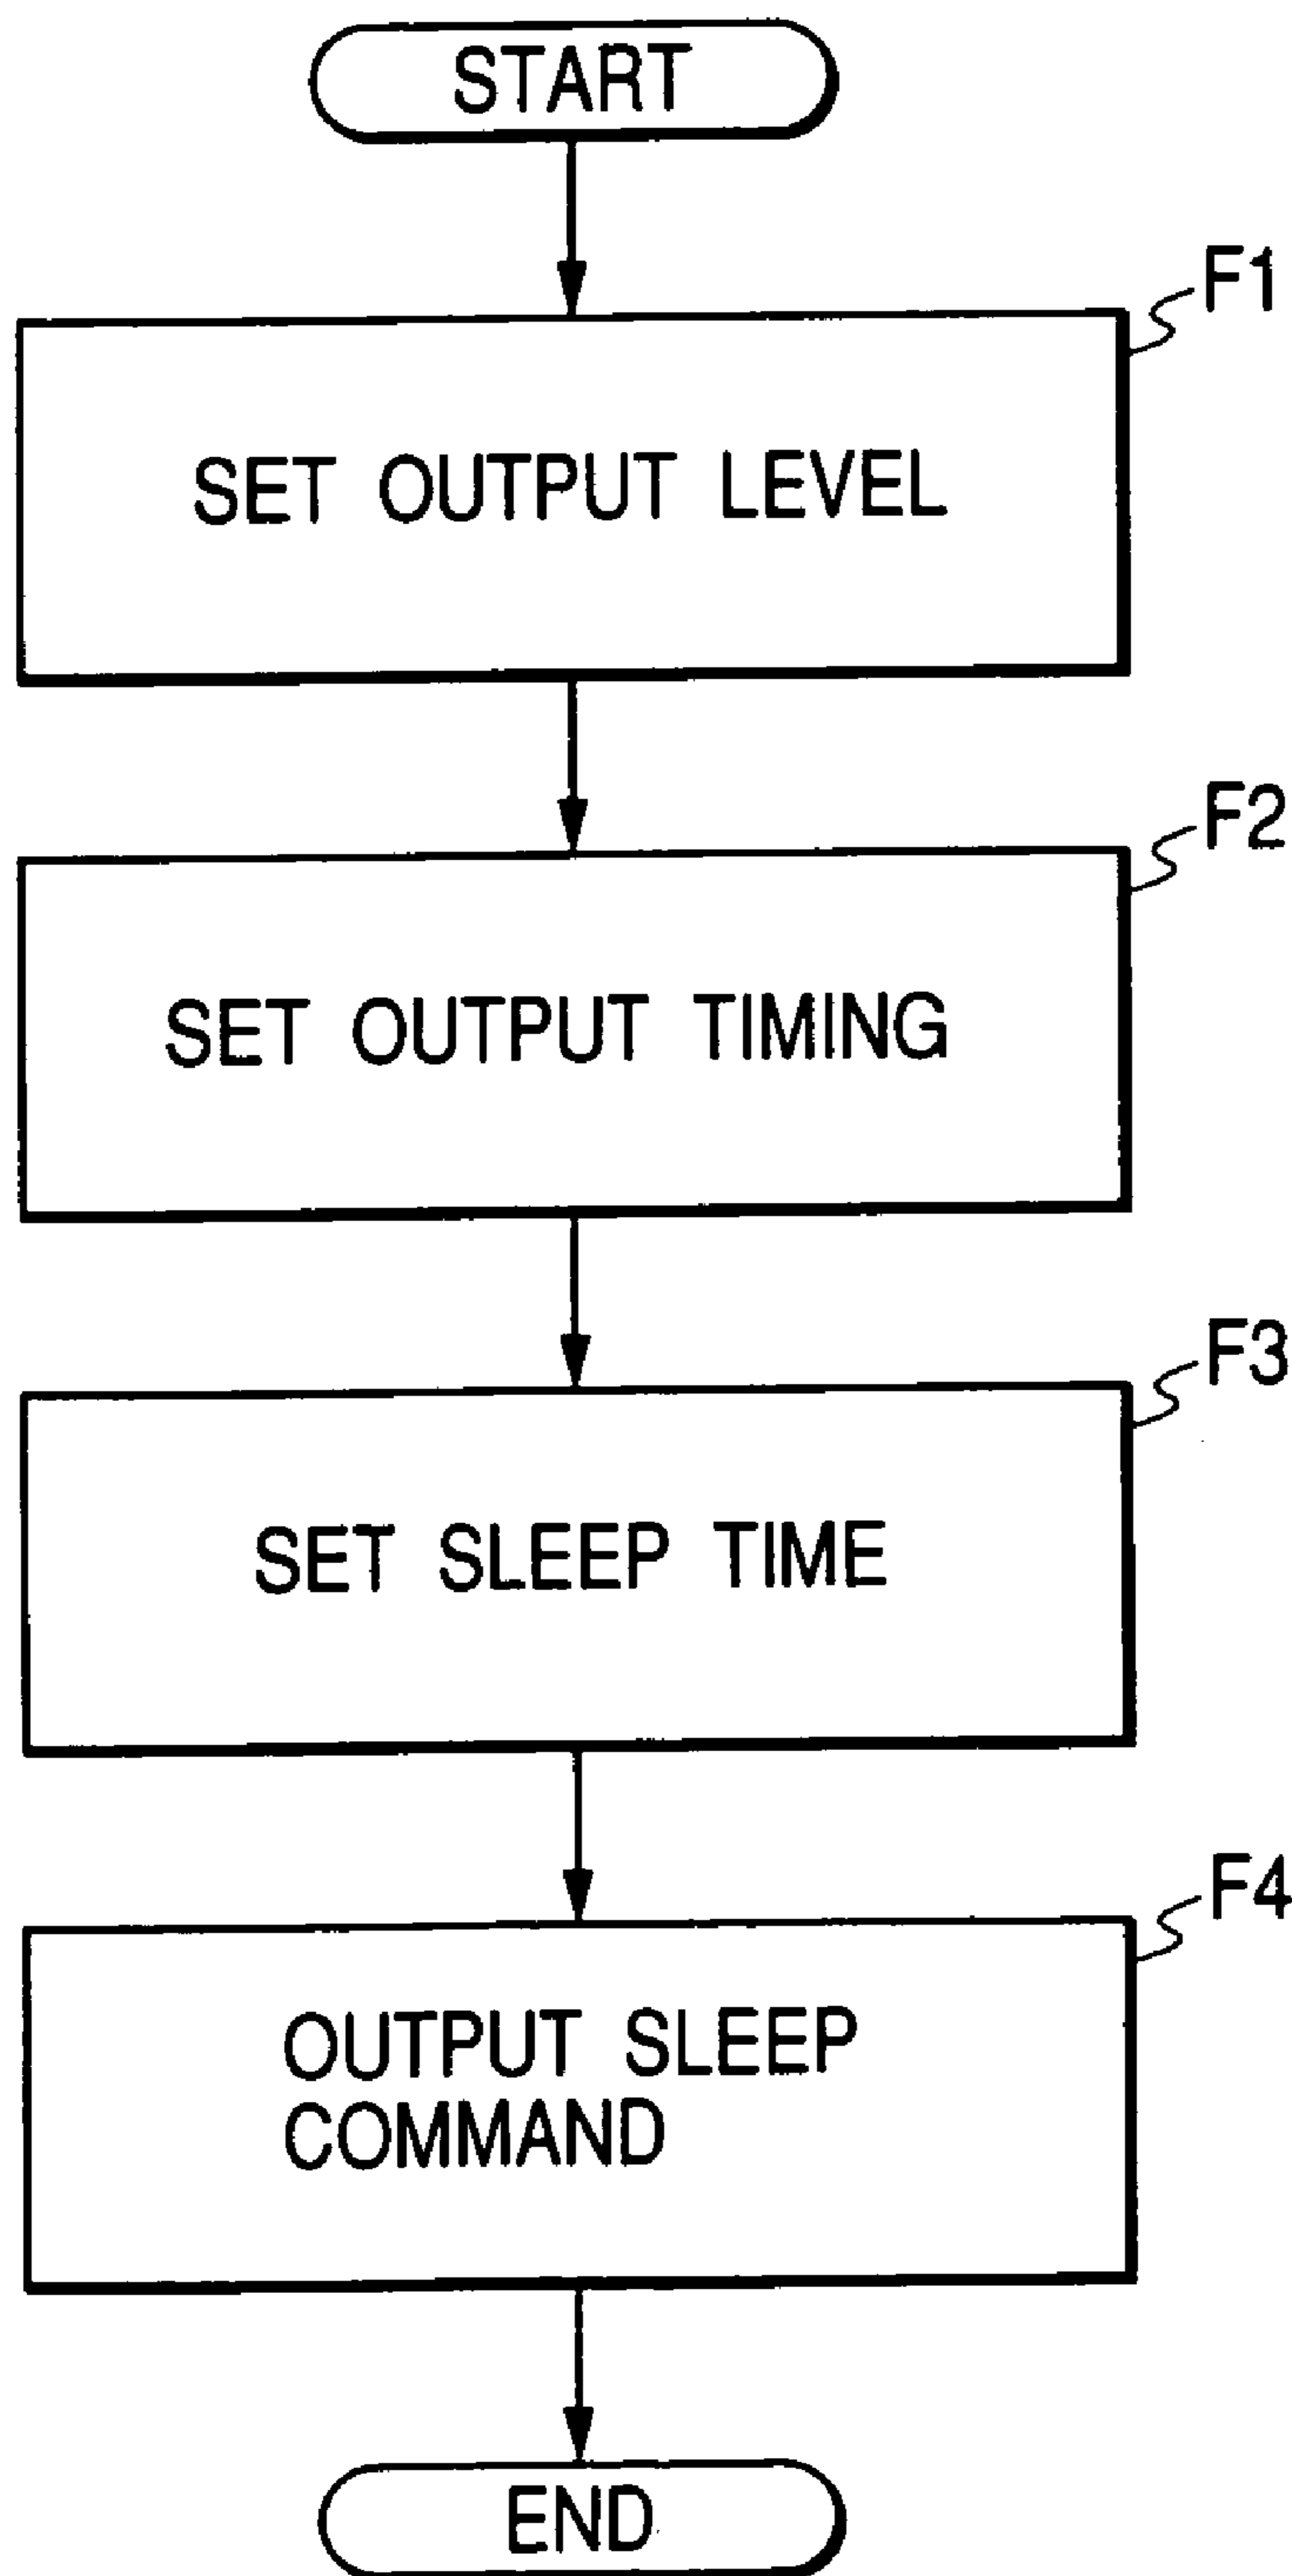 START
F1
SET OUTPUT LEVEL
F2
SET OUTPUT TIMING
F3
SET SLEEP TIME
F4
OUTPUT SLEEP
COMMAND
END